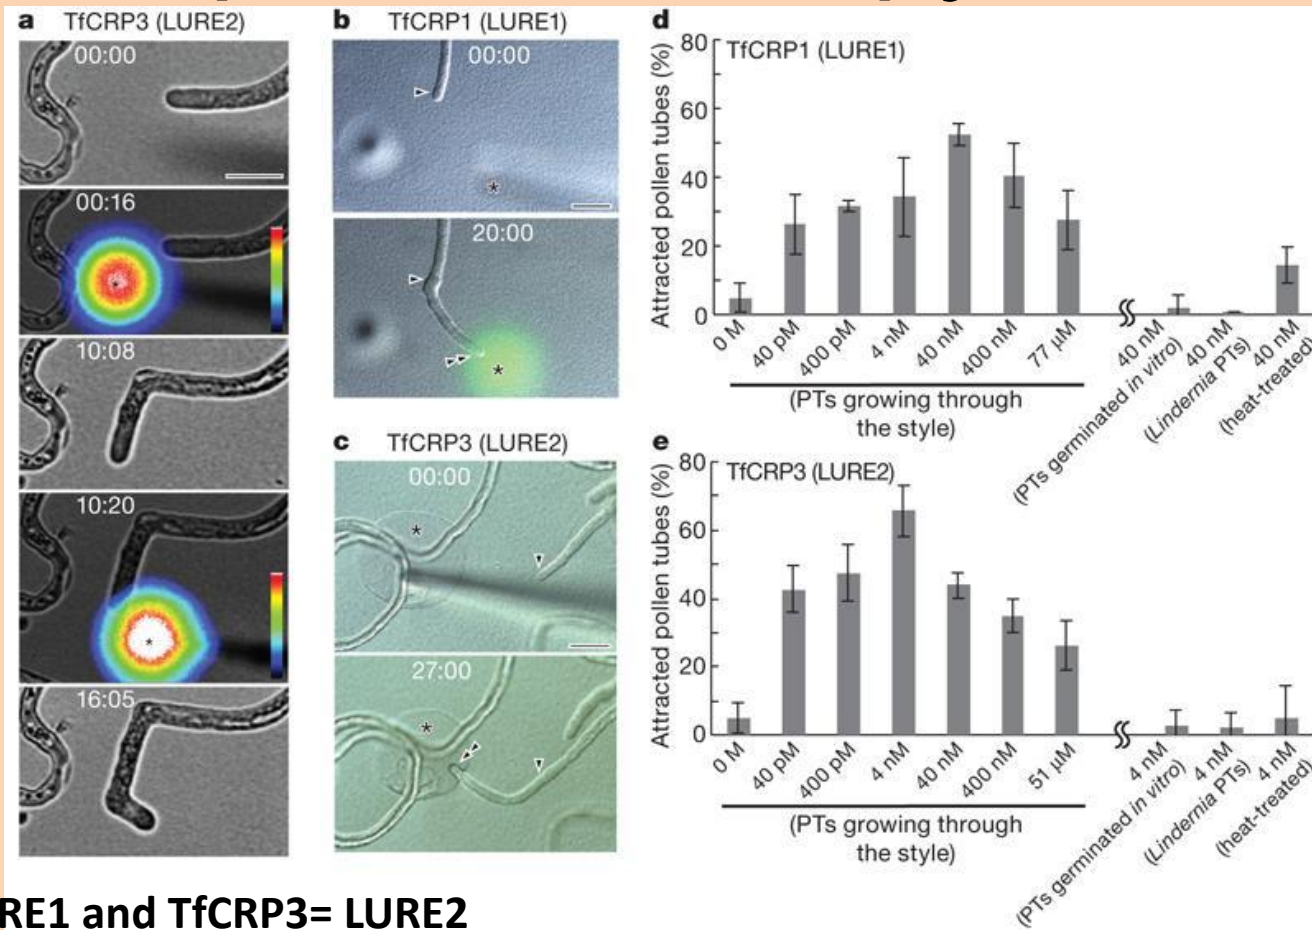 a TfCRP3 (LURE2)
00:00
00:16
10:08
10:20
16:05
b TfCRP1 (LURE1)
00:00
*
20:00
*
c TfCRP3 (LURE2)
00:00
*
27:00
*
d
TfCRP1 (LURE1)
Attracted pollen tubes (%)
80
60
40
20
0
0 M
40 pM
400 pM
4 nM
40 nM
400 nM
77 µM
40 nM
(PTs germinated in vitro)
40 nM
(Lindernia PTs)
40 nM
(heat-treated)
(PTs growing through
the style)
e
TfCRP3 (LURE2)
Attracted pollen tubes (%)
80
60
40
20
0
0 M
40 pM
400 pM
4 nM
40 nM
400 nM
51 µM
4 nM
(PTs germinated in vitro)
4 nM
(Lindernia PTs)
4 nM
(heat-treated)
(PTs growing through
the style)
RE1 and TfCRP3= LURE2